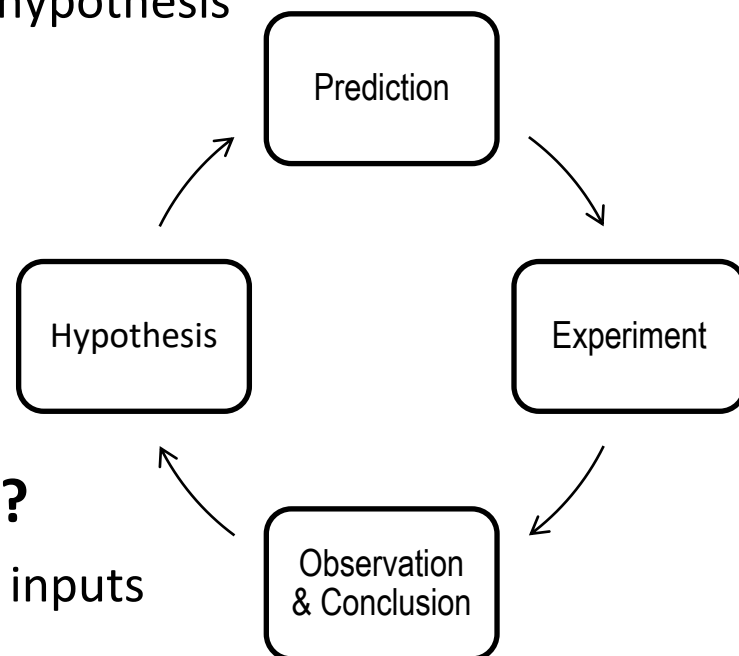 hypothesis
Prediction
Hypothesis
Experiment
?
inputs
Observation
& Conclusion